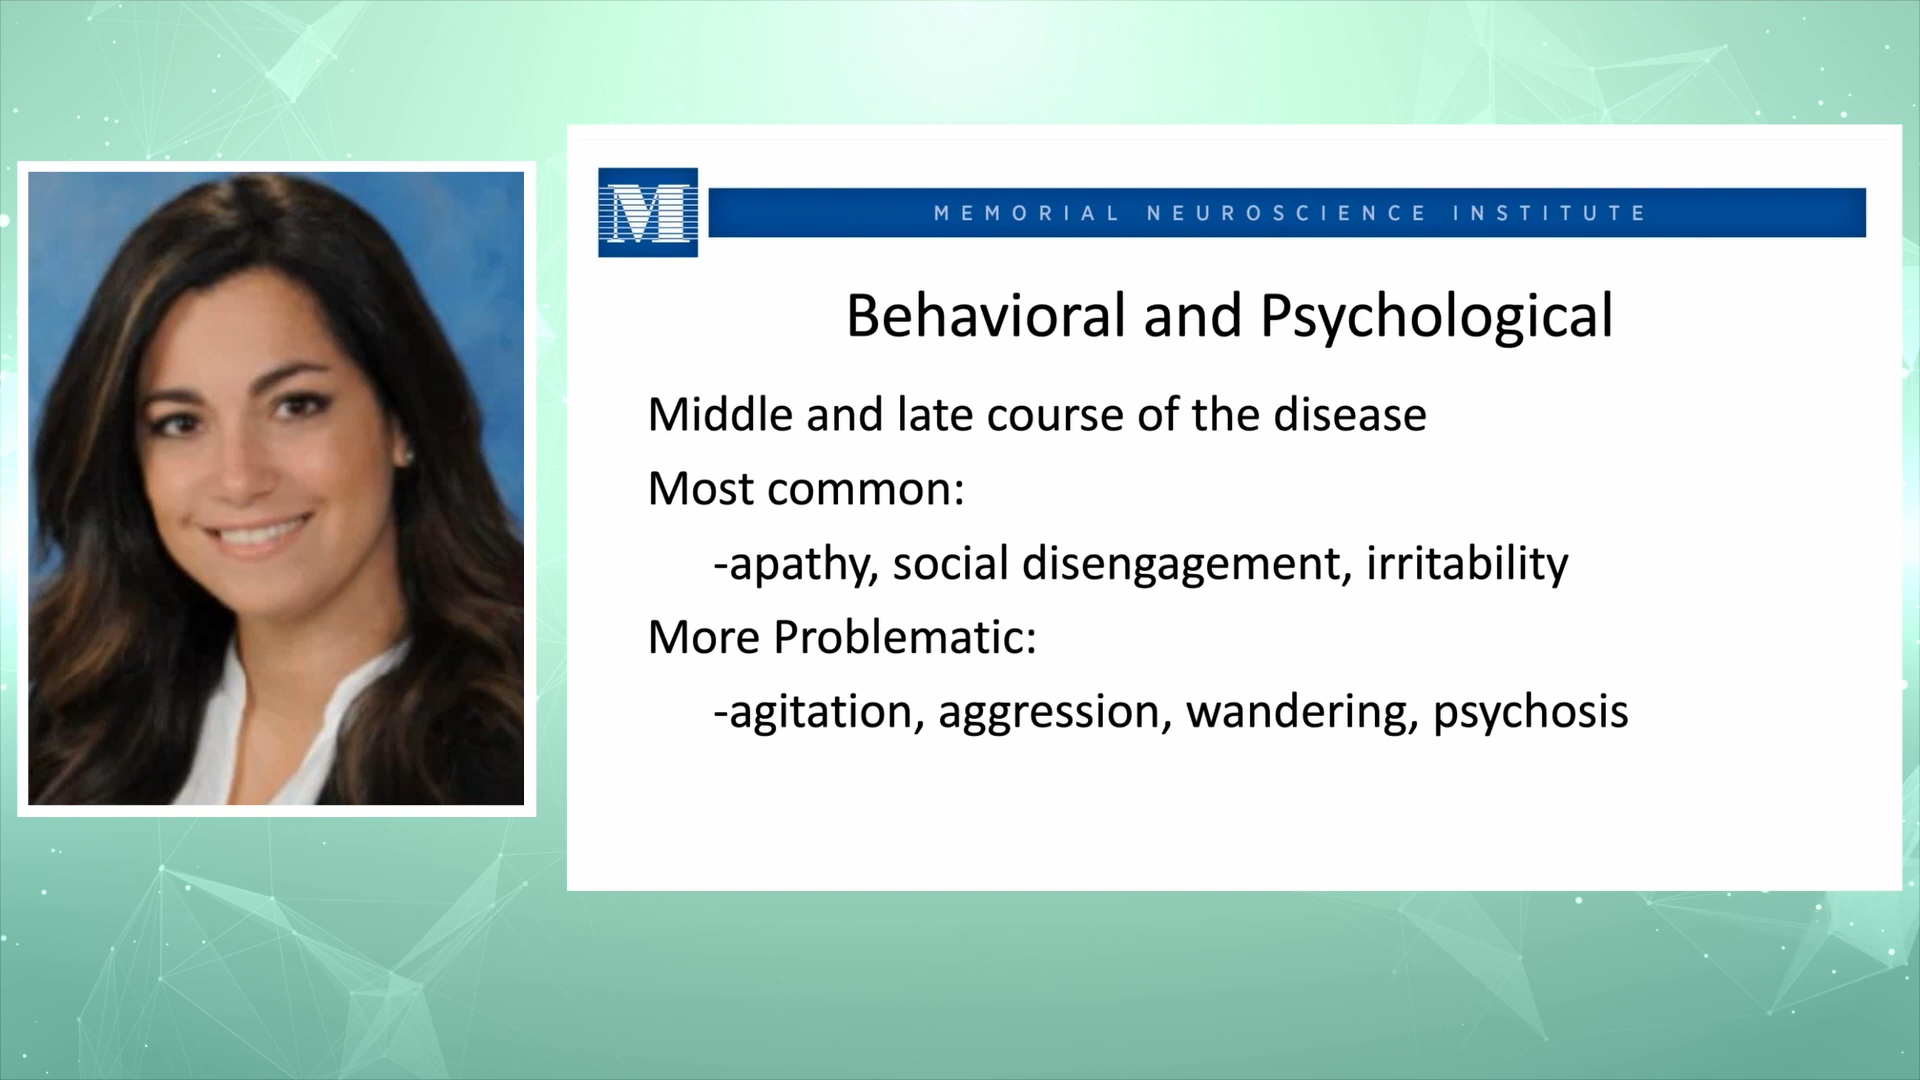 M
MEMORIAL NEUROSCIENCE INSTITUTE
Behavioral and Psychological
Middle and late course of the disease
Most common:
-apathy, social disengagement, irritability
More Problematic:
-agitation, aggression, wandering, psychosis